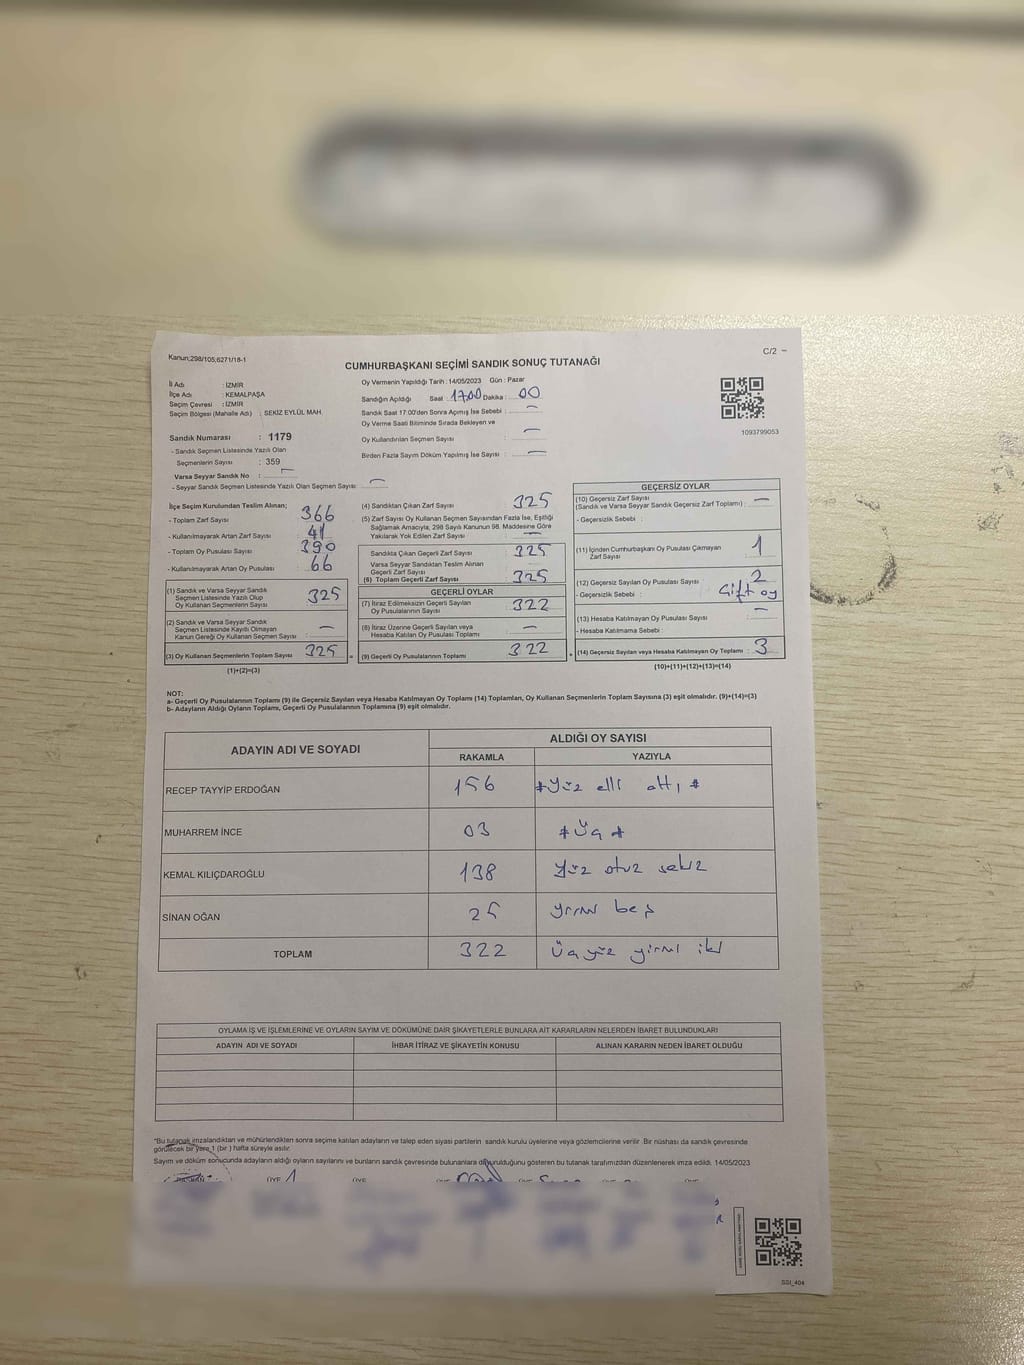 Kanun;298/105,6271/18-1
C/2 –
CUMHURBAŞKANI SEÇİMİ SANDIK SONUÇ TUTANAĞI
İl Adı : İZMİR
İlçe Adı : KEMALPAŞA
Seçim Çevresi : İZMİR
Seçim Bölgesi (Mahalle Adı) : SEKİZ EYLÜL MAH.
Sandık Numarası : 1179
- Sandık Seçmen Listesinde Yazılı Olan
Seçmenlerin Sayısı : 359
Varsa Seyyar Sandık No : —
- Seyyar Sandık Seçmen Listesinde Yazılı Olan Seçmen Sayısı : —
Oy Vermenin Yapıldığı Tarih : 14/05/2023 Gün : Pazar
Sandığın Açıldığı Saat : 17.00 Dakika : 00
Sandık Saat 17:00'den Sonra Açımış İse Sebebi : —
Oy Verme Saati Bitiminde Sırada Bekleyen ve
Oy Kullandırılan Seçmen Sayısı : —
Birden Fazla Sayım Döküm Yapılmış İse Sayısı : —
1093799053
İlçe Seçim Kurulundan Teslim Alınan;
- Toplam Zarf Sayısı : 366
- Kullanılmayarak Artan Zarf Sayısı : 41
- Toplam Oy Pusulası Sayısı : 390
- Kullanılmayarak Artan Oy Pusulası : 66
(1) Sandık ve Varsa Seyyar Sandık
Seçmen Listesinde Yazılı Olup
Oy Kullanan Seçmenlerin Sayısı : 325
(2) Sandık ve Varsa Seyyar Sandık
Seçmen Listesinde Kayıtlı Olmayan
Kanun Gereği Oy Kullanan Seçmen Sayısı : —
(3) Oy Kullanan Seçmenlerin Toplam Sayısı : 325
(1)+(2)=(3)
(4) Sandıktan Çıkan Zarf Sayısı : 325
(5) Zarf Sayısı Oy Kullanan Seçmen Sayısından Fazla İse, Eşitliği
Sağlamak Amacıyla, 298 Sayılı Kanunun 98. Maddesine Göre
Yakılarak Yok Edilen Zarf Sayısı : —
Sandıkta Çıkan Geçerli Zarf Sayısı : 325
Varsa Seyyar Sandıktan Teslim Alınan
Geçerli Zarf Sayısı :
(6) Toplam Geçerli Zarf Sayısı : 325
GEÇERLİ OYLAR
(7) İtiraz Edilmeksizin Geçerli Sayılan
Oy Pusulalarının Sayısı : 322
(8) İtiraz Üzerine Geçerli Sayılan veya
Hesaba Katılan Oy Pusulası Toplamı : —
= (9) Geçerli Oy Pusulalarının Toplamı : 322
GEÇERSİZ OYLAR
(10) Geçersiz Zarf Sayısı
(Sandık ve Varsa Seyyar Sandık Geçersiz Zarf Toplamı) : —
- Geçersizlik Sebebi :
(11) İçinden Cumhurbaşkanı Oy Pusulası Çıkmayan
Zarf Sayısı : 1
(12) Geçersiz Sayılan Oy Pusulası Sayısı : 2
- Geçersizlik Sebebi : Çift oy
(13) Hesaba Katılmayan Oy Pusulası Sayısı : —
- Hesaba Katılmama Sebebi :
+ (14) Geçersiz Sayılan veya Hesaba Katılmayan Oy Toplamı : 3
(10)+(11)+(12)+(13)=(14)
NOT:
a- Geçerli Oy Pusulalarının Toplamı (9) ile Geçersiz Sayılan veya Hesaba Katılmayan Oy Toplamı (14) Toplamları, Oy Kullanan Seçmenlerin Toplam Sayısına (3) eşit olmalıdır. (9)+(14)=(3)
b- Adayların Aldığı Oyların Toplamı, Geçerli Oy Pusulalarının Toplamına (9) eşit olmalıdır.
ADAYIN ADI VE SOYADI ALDIĞI OY SAYISI
RAKAMLA YAZIYLA
RECEP TAYYİP ERDOĞAN 156 *yüz elli altı *
MUHARREM İNCE 03 * Üç *
KEMAL KILIÇDAROĞLU 138 Yüz otuz sekiz
SİNAN OĞAN 25 yirmi beş
TOPLAM 322 Üçyüz yirmi iki
OYLAMA İŞ VE İŞLEMLERİNE VE OYLARIN SAYIM VE DÖKÜMÜNE DAİR ŞİKAYETLERLE BUNLARA AİT KARARLARIN NELERDEN İBARET BULUNDUKLARI
ADAYIN ADI VE SOYADI İHBAR İTİRAZ VE ŞİKAYETİN KONUSU ALINAN KARARIN NEDEN İBARET OLDUĞU
*Bu tutanak imzalandıktan ve mühürlendikten sonra seçime katılan adayların ve talep eden siyasi partilerin sandık kurulu üyelerine veya gözlemcilerine verilir. Bir nüshası da sandık çevresinde
görülecek bir yere 1 (bir ) hafta süreyle asılır.
Sayım ve döküm sonucunda adayların aldığı oyların sayılarını ve bunların sandık çevresinde bulunanlara duyurulduğunu gösteren bu tutanak tarafımızdan düzenlenerek imza edildi. 14/05/2023
BAŞKAN ÜYE ÜYE
SSİ_404